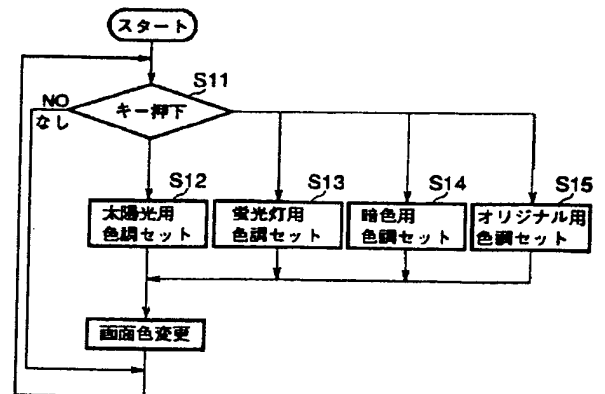 スタート
S11
NO
なし
キー押下
S12
S13
S14
S15
太陽光用
色調セット
蛍光灯用
色調セット
暗色用
色調セット
オリジナル用
色調セット
画面色変更